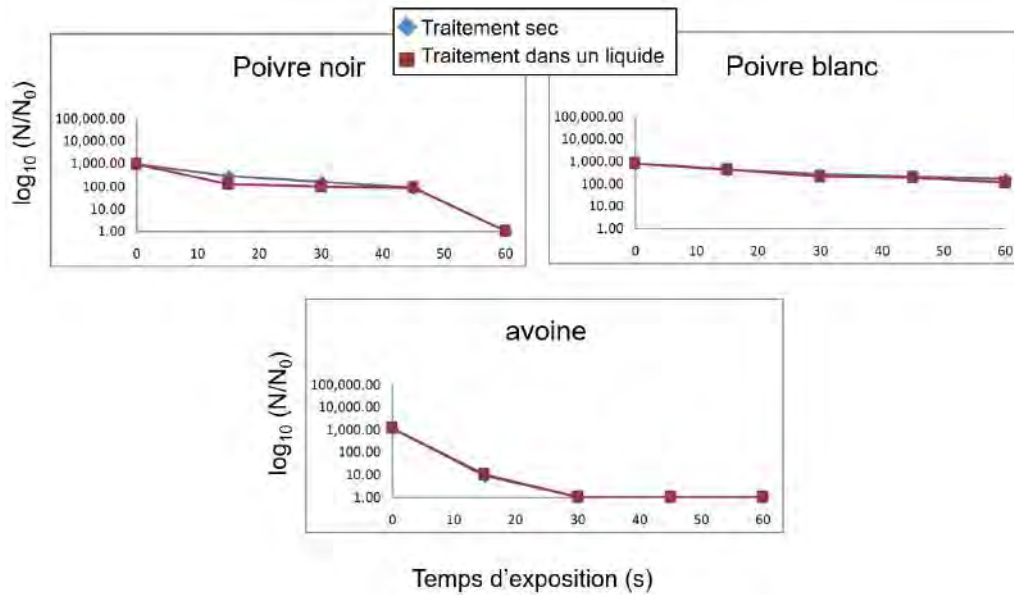 Traitement sec
Traitement dans un liquide
Poivre noir
log10 (N/N0)
100,000.00
10,000.00
1,000.00
100.00
10.00
1.00
0 10 20 30 40 50 60
Poivre blanc
100,000.00
10,000.00
1,000.00
100.00
10.00
1.00
0 10 20 30 40 50 60
avoine
log10 (N/N0)
100,000.00
10,000.00
1,000.00
100.00
10.00
1.00
0 10 20 30 40 50 60
Temps d'exposition (s)